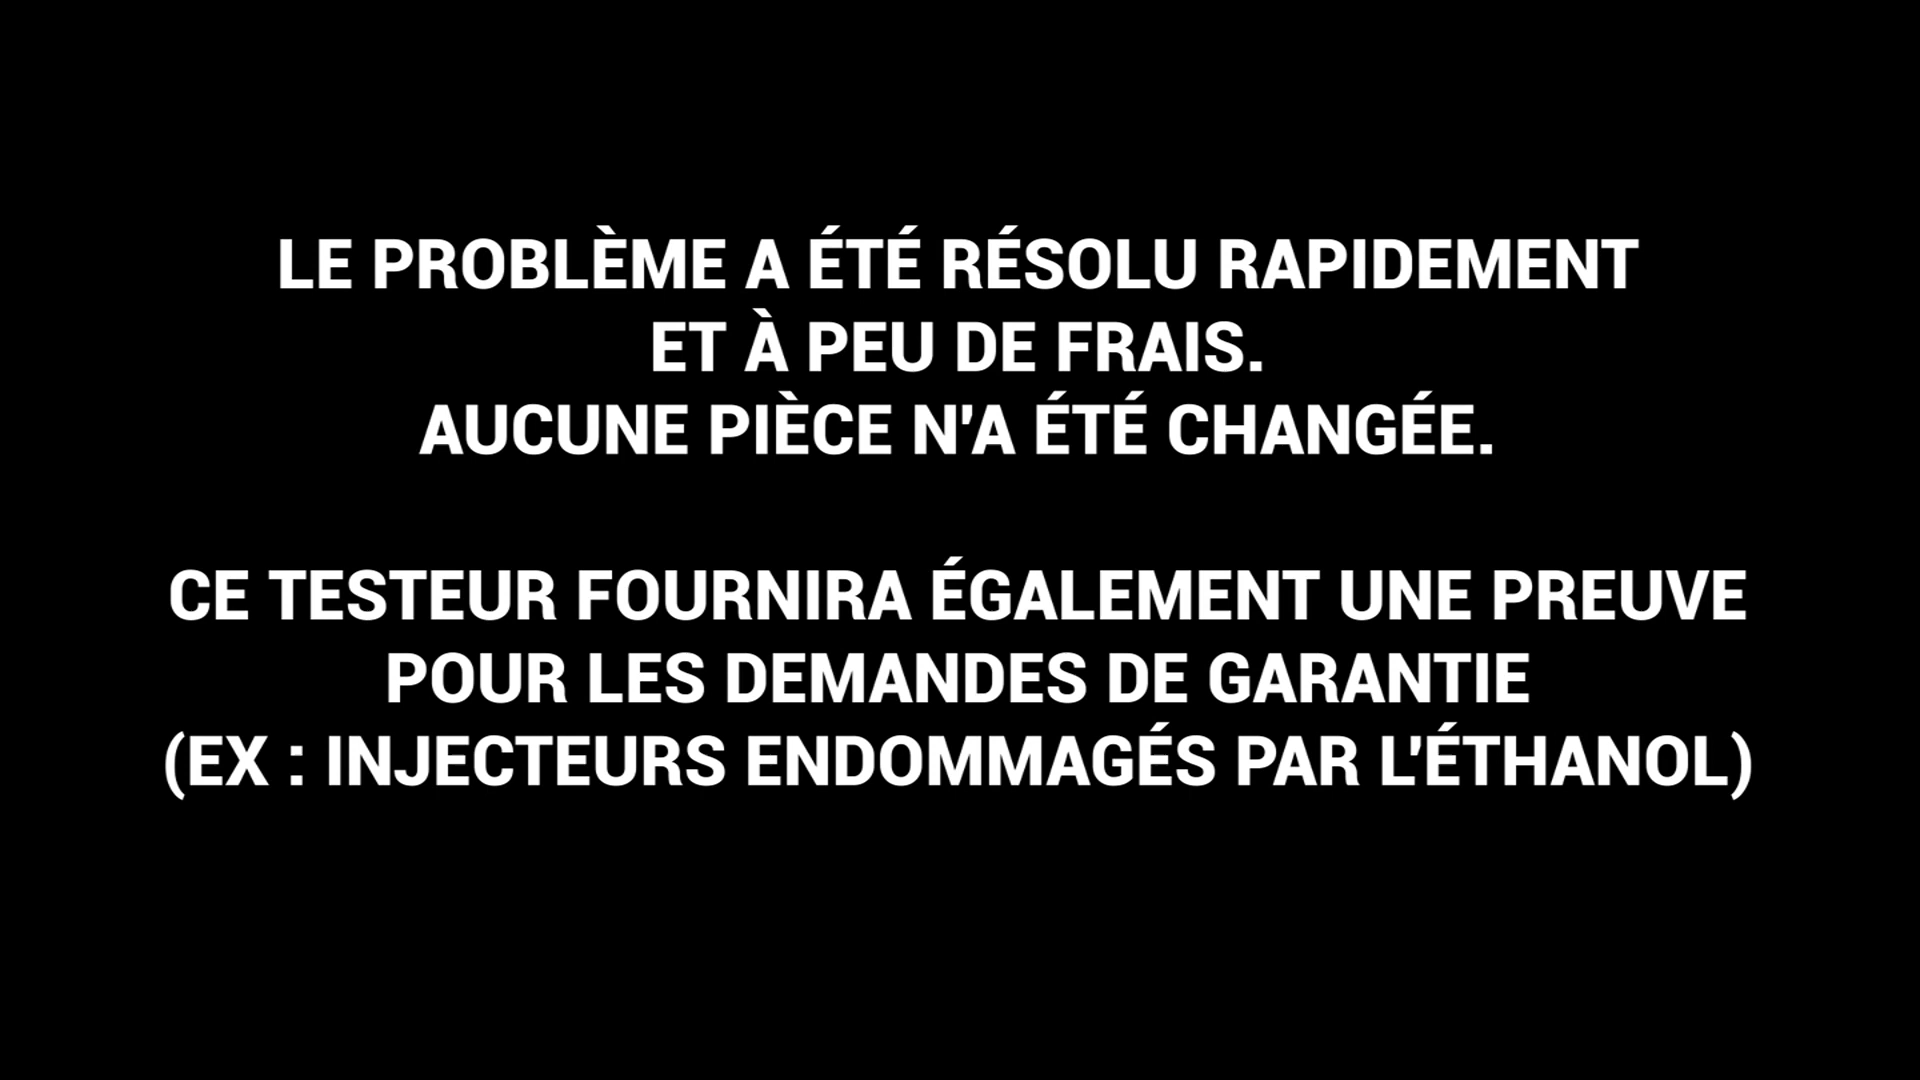 LE PROBLÈME A ÉTÉ RÉSOLU RAPIDEMENT
ET À PEU DE FRAIS.
AUCUNE PIÈCE N'A ÉTÉ CHANGÉE.
CE TESTEUR FOURNIRA ÉGALEMENT UNE PREUVE
POUR LES DEMANDES DE GARANTIE
(EX : INJECTEURS ENDOMMAGÉS PAR L'ÉTHANOL)